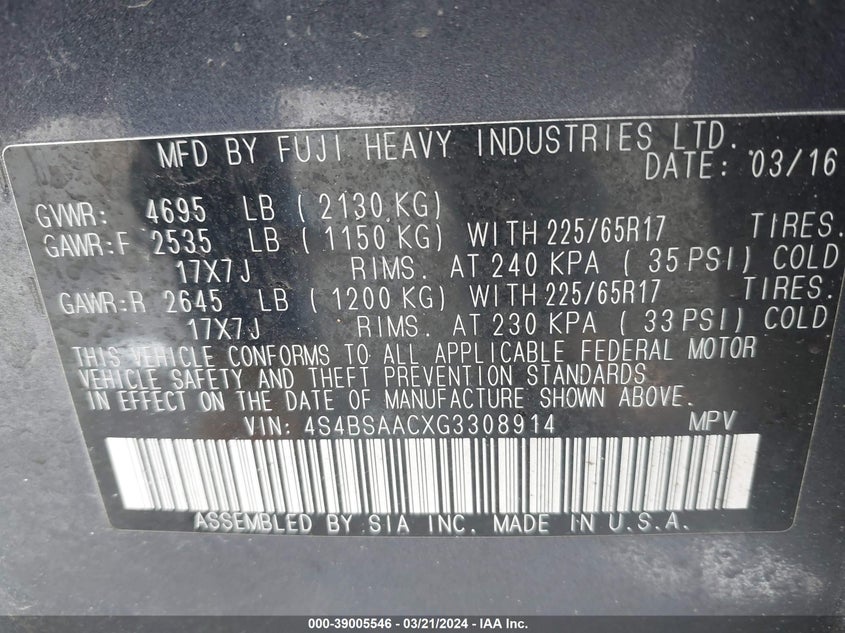 MFD BY FUJI HEAVY INDUSTRIES LTD.
DATE: 03/16
GVWR: 4695 LB ( 2130 KG)
GAWR:F 2535 LB ( 1150 KG) WITH 225/65R17 TIRES.
17X7J RIMS. AT 240 KPA ( 35 PSI) COLD
GAWR:R 2645 LB ( 1200 KG) WITH 225/65R17 TIRES.
17X7J RIMS. AT 230 KPA ( 33 PSI) COLD
THIS VEHICLE CONFORMS TO ALL APPLICABLE FEDERAL MOTOR
VEHICLE SAFETY AND THEFT PREVENTION STANDARDS
IN EFFECT ON THE DATE OF MANUFACTURE SHOWN ABOVE.
VIN: 4S4BSAACXG3308914 MPV
ASSEMBLED BY SIA INC. MADE IN U.S.A.
000-39005546 - 03/21/2024 - IAA Inc.